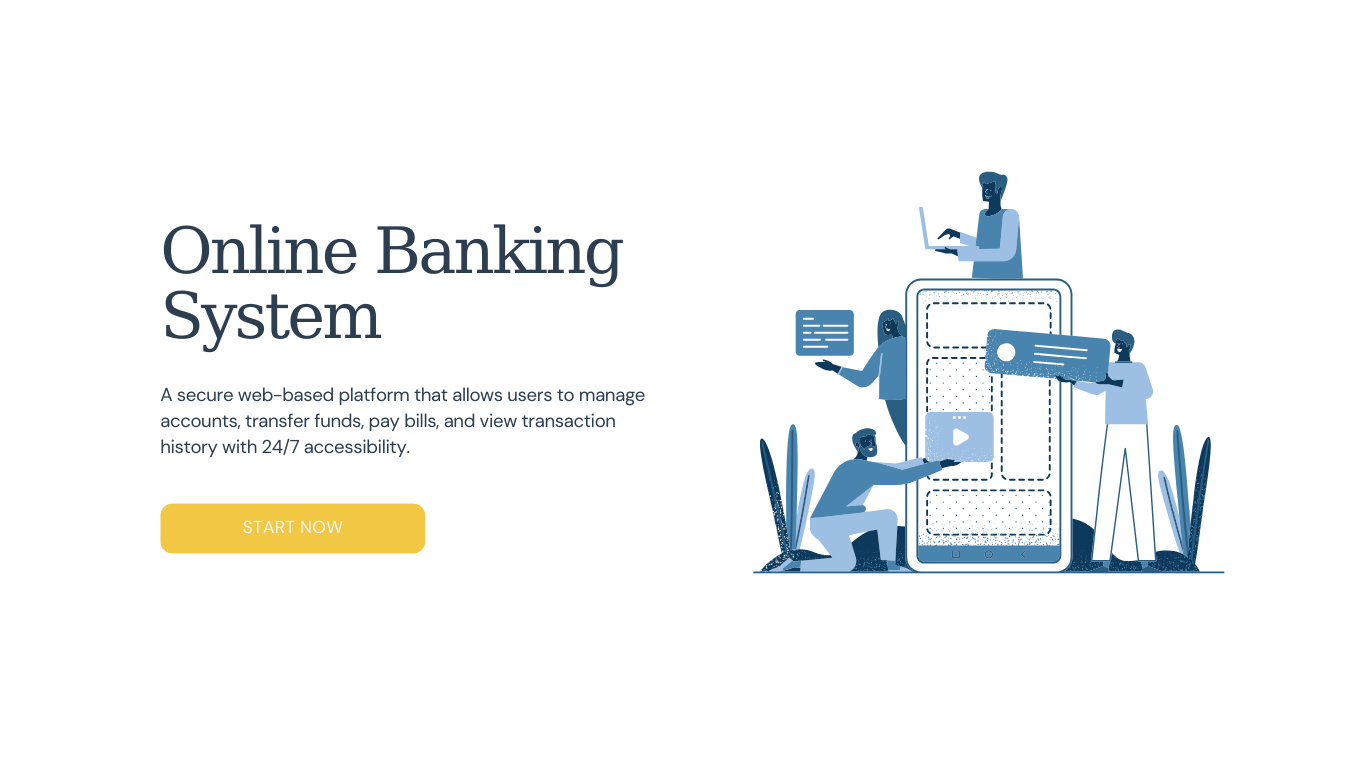 Online Banking
System
A secure web-based platform that allows users to manage
accounts, transfer funds, pay bills, and view transaction
history with 24/7 accessibility.
START NOW